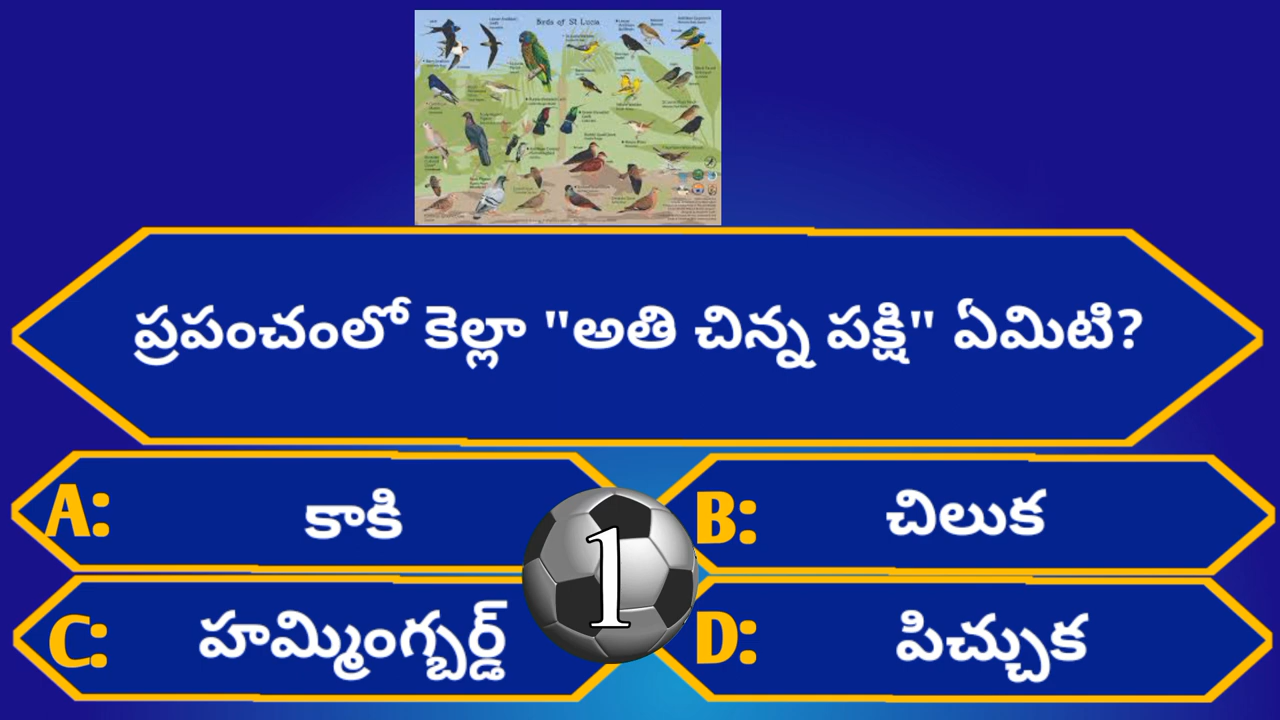 Birds of St Lucia
ప్రపంచంలో కెల్లా "అతి చిన్న పక్షి" ఏమిటి?
A: కాకి
B: చిలుక
1
C: హమ్మింగ్బర్డ్
D: పిచ్చుక